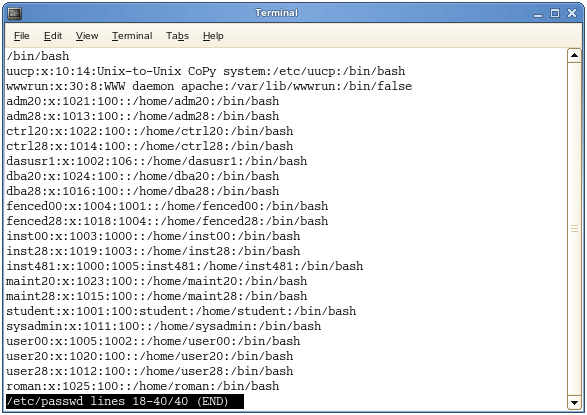 Terminal
File Edit View Terminal Tabs Help
/bin/bash
uucp:x:10:14:Unix-to-Unix CoPy system:/etc/uucp:/bin/bash
wwwrun:x:30:8:WWW daemon apache:/var/lib/wwwrun:/bin/false
adm20:x:1021:100::/home/adm20:/bin/bash
adm28:x:1013:100::/home/adm28:/bin/bash
ctrl20:x:1022:100::/home/ctrl20:/bin/bash
ctrl28:x:1014:100::/home/ctrl28:/bin/bash
dasusr1:x:1002:106::/home/dasusr1:/bin/bash
dba20:x:1024:100::/home/dba20:/bin/bash
dba28:x:1016:100::/home/dba28:/bin/bash
fenced00:x:1004:1001::/home/fenced00:/bin/bash
fenced28:x:1018:1004::/home/fenced28:/bin/bash
inst00:x:1003:1000::/home/inst00:/bin/bash
inst28:x:1019:1003::/home/inst28:/bin/bash
inst481:x:1000:1005:inst481:/home/inst481:/bin/bash
maint20:x:1023:100::/home/maint20:/bin/bash
maint28:x:1015:100::/home/maint28:/bin/bash
student:x:1001:100:student:/home/student:/bin/bash
sysadmin:x:1011:100::/home/sysadmin:/bin/bash
user00:x:1005:1002::/home/user00:/bin/bash
user20:x:1020:100::/home/user20:/bin/bash
user28:x:1012:100::/home/user28:/bin/bash
roman:x:1025:100:/home/roman:/bin/bash
/etc/passwd lines 18-40/40 (END)